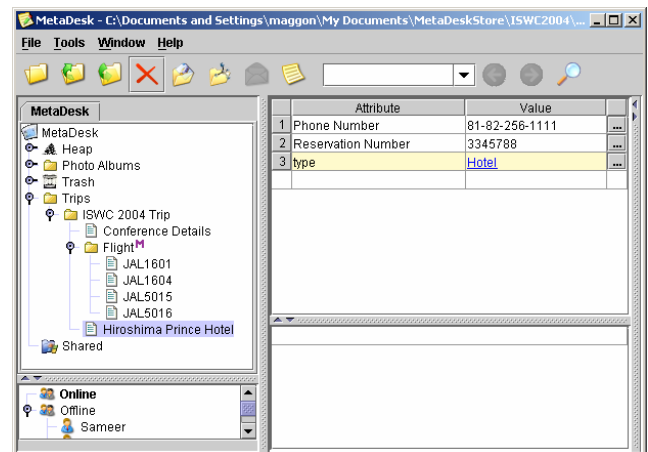 MetaDesk - C:\Documents and Settings\maggon\My Documents\MetaDeskStore\ISWC2004\...
File Tools Window Help
MetaDesk
MetaDesk
Heap
Photo Albums
Trash
Trips
ISWC 2004 Trip
Conference Details
Flight M
JAL1601
JAL1604
JAL5015
JAL5016
Hiroshima Prince Hotel
Shared
Online
Offline
Sameer
Attribute Value
1 Phone Number 81-82-256-1111 ...
2 Reservation Number 3345788 ...
3 type Hotel ...